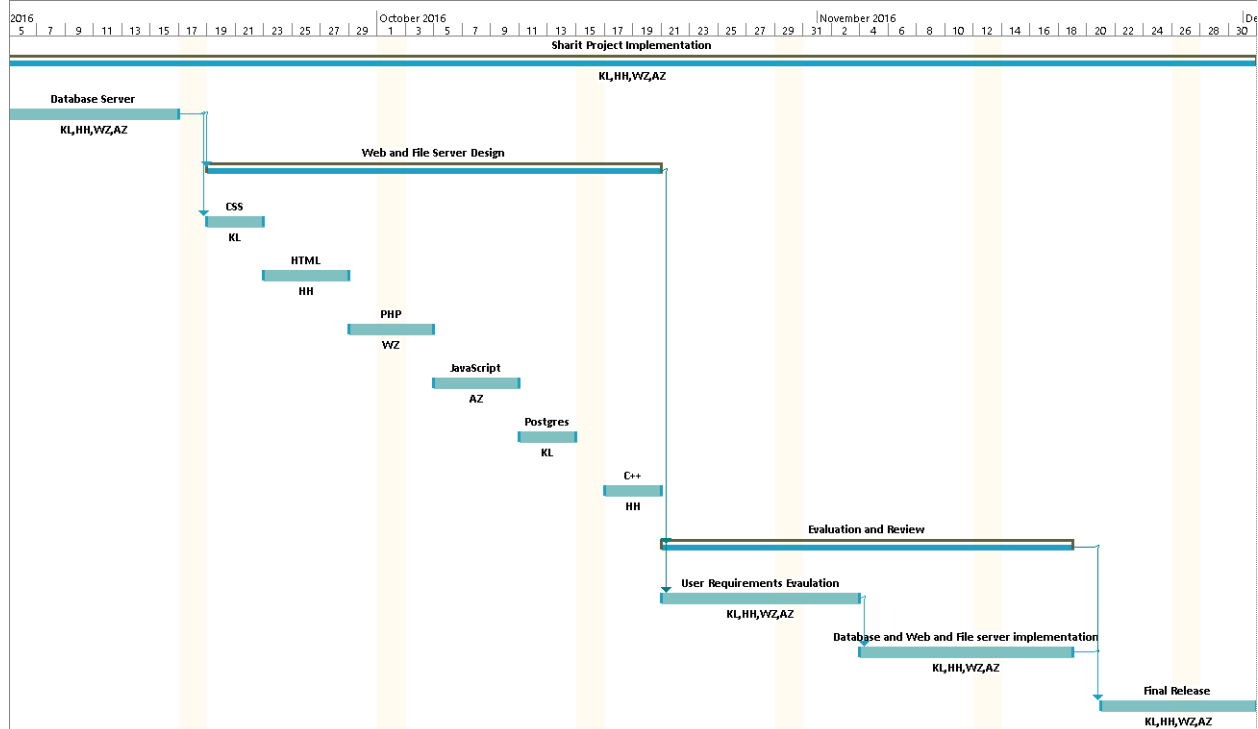 2016 October 2016 November 2016 De
5 7 9 11 13 15 17 19 21 23 25 27 29 1 3 5 7 9 11 13 15 17 19 21 23 25 27 29 31 2 4 6 8 10 12 14 16 18 20 22 24 26 28 30
Sharit Project Implementation
KL,HH,WZ,AZ
Database Server
KL,HH,WZ,AZ
Web and File Server Design
CSS
KL
HTML
HH
PHP
WZ
JavaScript
AZ
Postgres
KL
C++
HH
Evaluation and Review
User Requirements Evaulation
KL,HH,WZ,AZ
Database and Web and File server implementation
KL,HH,WZ,AZ
Final Release
KL,HH,WZ,AZ